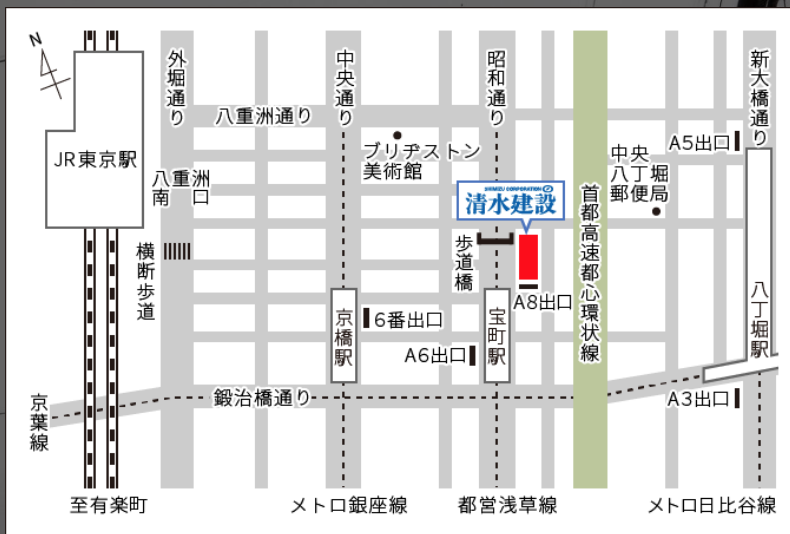 N
外堀通り
中央通り
昭和通り
新大橋通り
八重洲通り
JR東京駅
ブリヂストン
美術館
A5出口
中央
八丁堀
郵便局
八重洲
南 口
SHIMIZU CORPORATION
清水建設
首都高速都心環状線
横断歩道
歩道橋
A8出口
京橋駅
6番出口
宝町駅
A6出口
八丁堀駅
鍛治橋通り
A3出口
京葉線
至有楽町
メトロ銀座線
都営浅草線
メトロ日比谷線